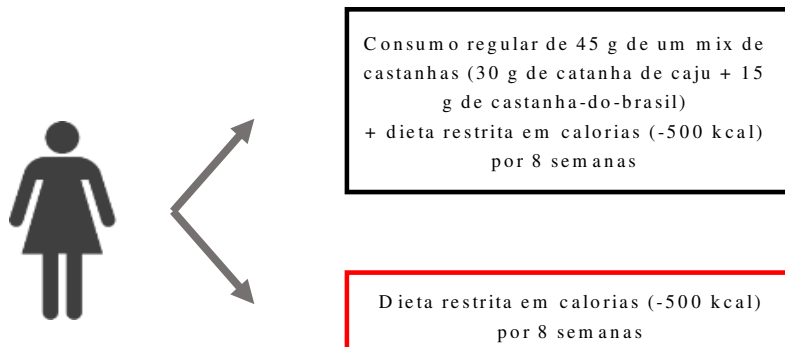 Consumo regular de 45 g de um mix de
castanhas (30 g de catanha de caju + 15
g de castanha-do-brasil)
+ dieta restrita em calorias (-500 kcal)
por 8 semanas
Dieta restrita em calorias (-500 kcal)
por 8 semanas